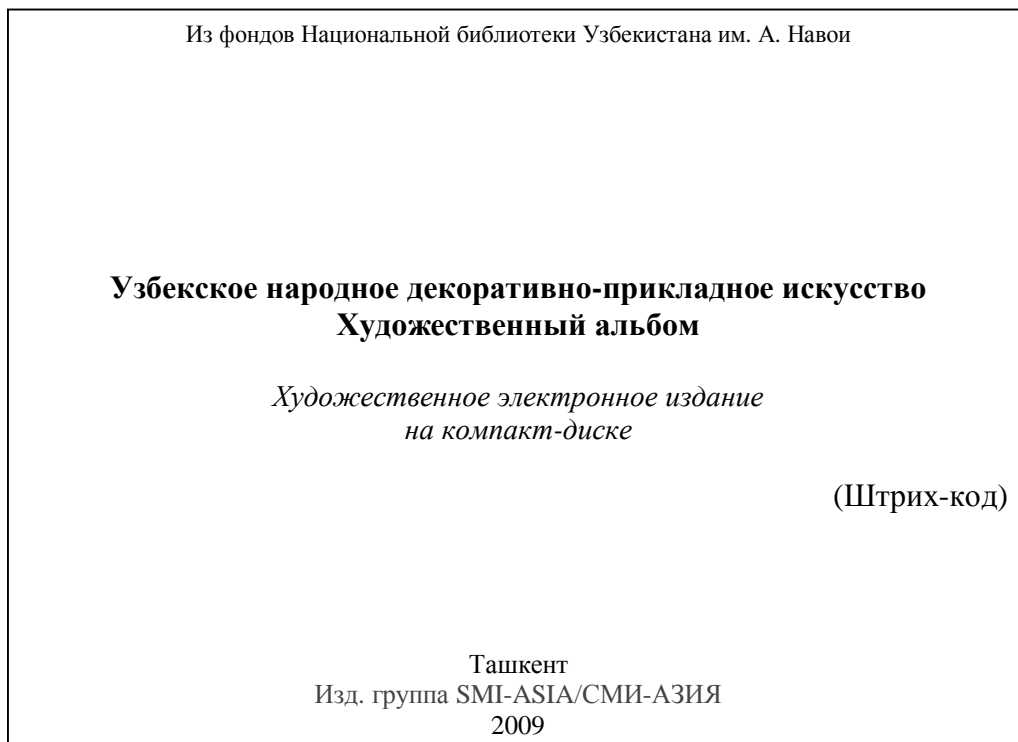 Из фондов Национальной библиотеки Узбекистана им. А. Навои
Узбекское народное декоративно-прикладное искусство
Художественный альбом
Художественное электронное издание
на компакт-диске
(Штрих-код)
Ташкент
Изд. группа SMI-ASIA/СМИ-АЗИЯ
2009